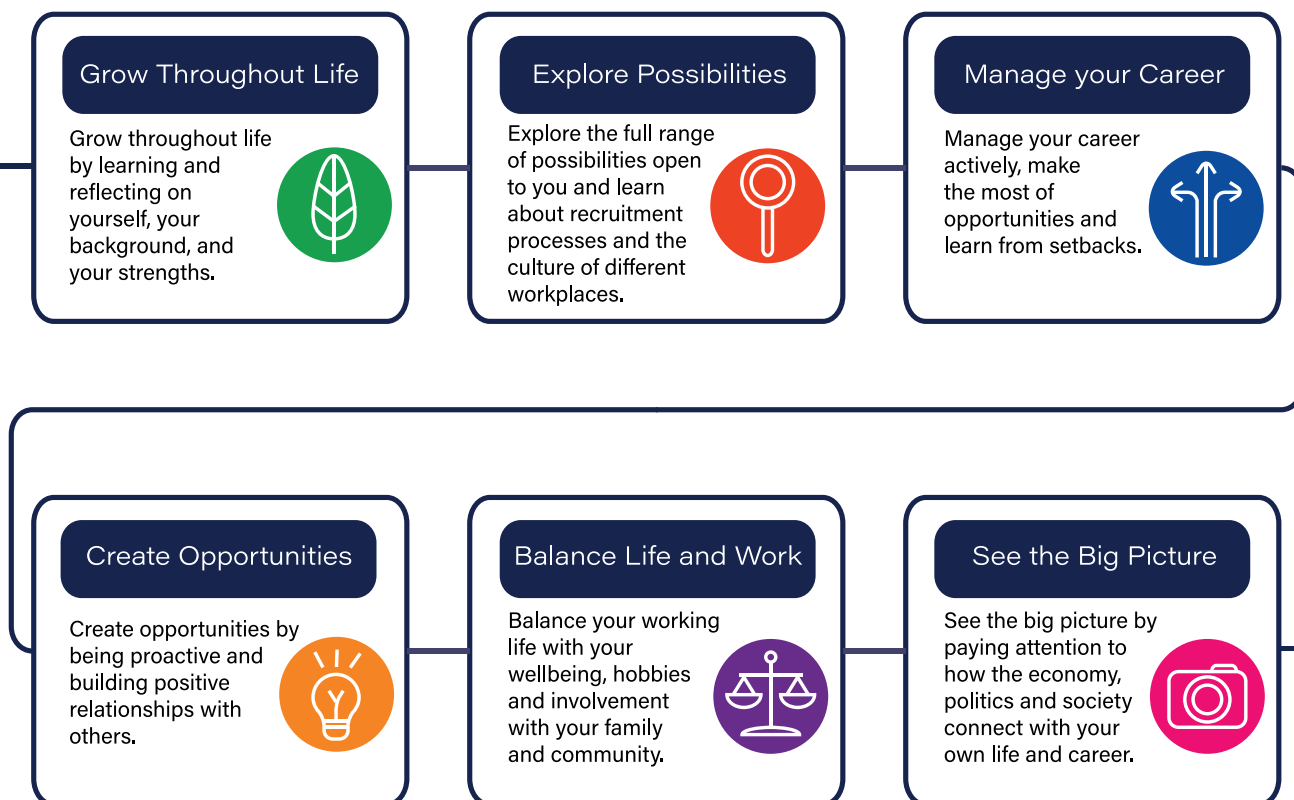 Grow Throughout Life
Grow throughout life
by learning and
reflecting on
yourself, your
background, and
your strengths.
Explore Possibilities
Explore the full range
of possibilities open
to you and learn
about recruitment
processes and the
culture of different
workplaces.
Manage your Career
Manage your career
actively, make
the most of
opportunities and
learn from setbacks.
Create Opportunities
Create opportunities by
being proactive and
building positive
relationships with
others.
Balance Life and Work
Balance your working
life with your
wellbeing, hobbies
and involvement
with your family
and community.
See the Big Picture
See the big picture by
paying attention to
how the economy,
politics and society
connect with your
own life and career.